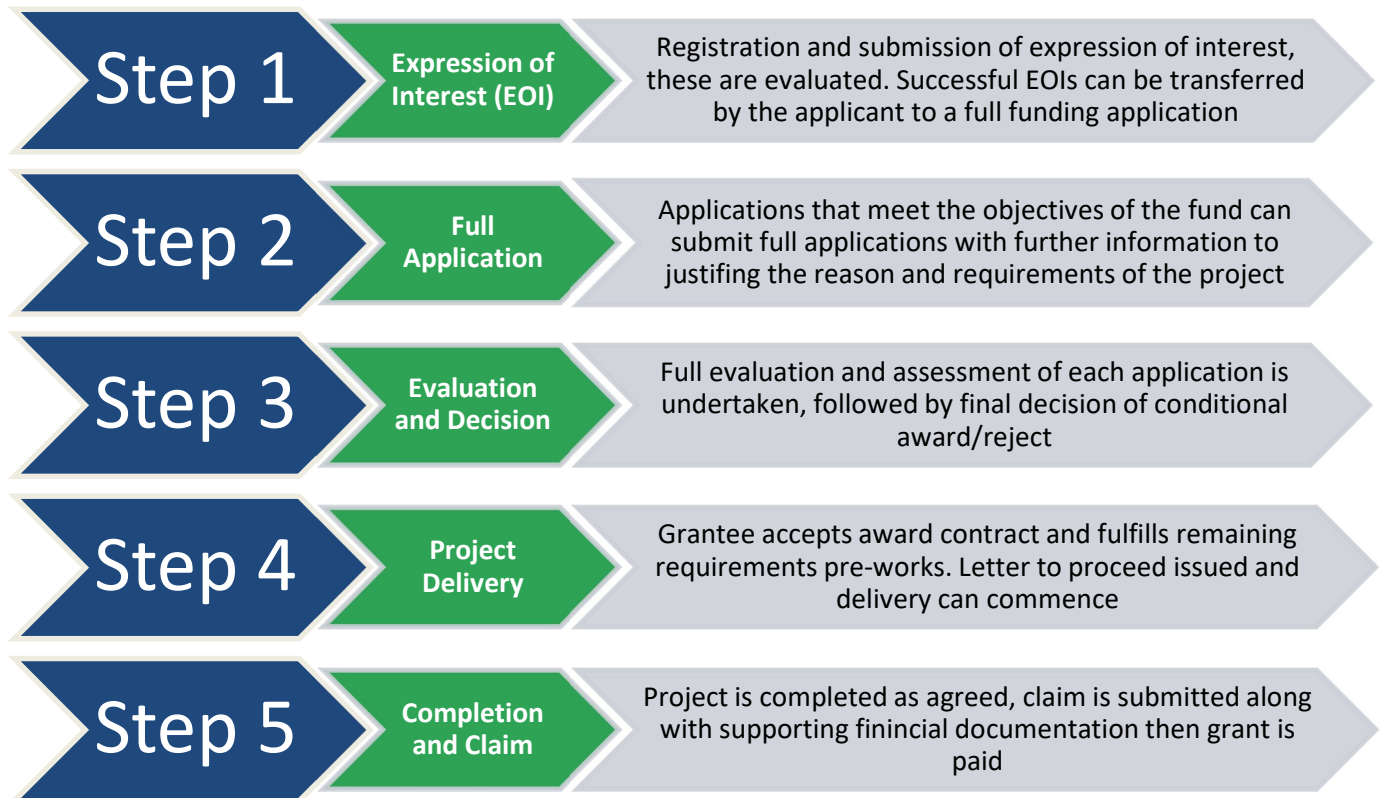 Step 1
Expression of
Interest (EOI)
Registration and submission of expression of interest,
these are evaluated. Successful EOIs can be transferred
by the applicant to a full funding application
Step 2
Full
Application
Applications that meet the objectives of the fund can
submit full applications with further information to
justifing the reason and requirements of the project
Step 3
Evaluation
and Decision
Full evaluation and assessment of each application is
undertaken, followed by final decision of conditional
award/reject
Step 4
Project
Delivery
Grantee accepts award contract and fulfills remaining
requirements pre-works. Letter to proceed issued and
delivery can commence
Step 5
Completion
and Claim
Project is completed as agreed, claim is submitted along
with supporting finincial documentation then grant is
paid